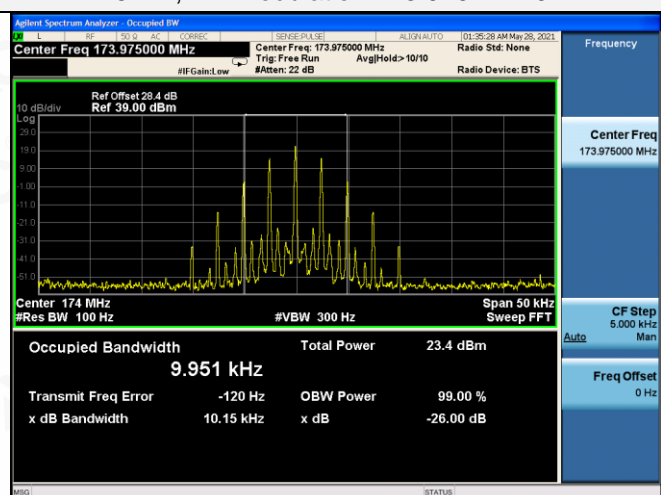 Agilent Spectrum Analyzer - Occupied BW
LXI L RF 50 Ω AC CORREC SENSE:PULSE ALIGN AUTO 01:35:28 AM May 28, 2021
Center Freq 173.975000 MHz Center Freq: 173.975000 MHz Radio Std: None Frequency
Trig: Free Run Avg|Hold:> 10/10
#IFGain:Low #Atten: 22 dB Radio Device: BTS
Ref Offset 28.4 dB
10 dB/div Ref 39.00 dBm
Log
29.0
Center Freq
173.975000 MHz
19.0
9.00
-1.00
-11.0
-21.0
-31.0
-41.0
-51.0
Center 174 MHz Span 50 kHz
#Res BW 100 Hz #VBW 300 Hz Sweep FFT
CF Step
5.000 kHz
Auto Man
Occupied Bandwidth Total Power 23.4 dBm
9.951 kHz
Freq Offset
0 Hz
Transmit Freq Error -120 Hz OBW Power 99.00 %
x dB Bandwidth 10.15 kHz x dB -26.00 dB
MSG STATUS